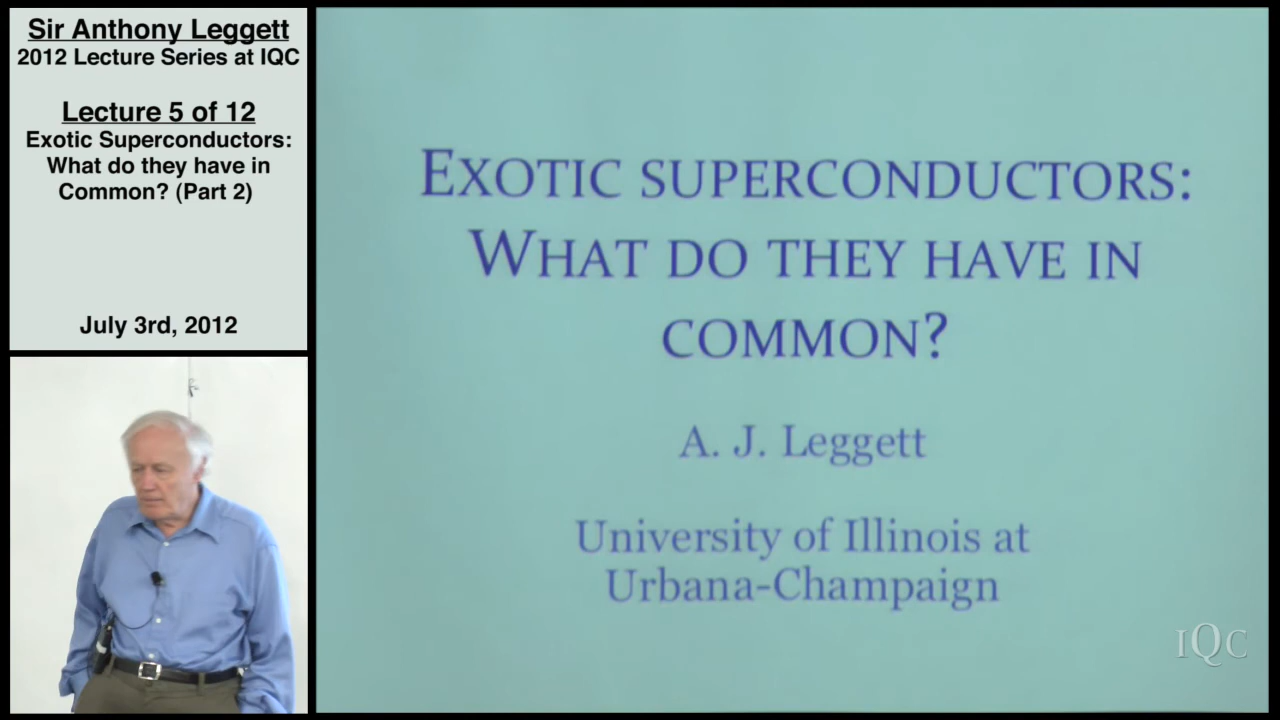 Sir Anthony Leggett
2012 Lecture Series at IQC
Lecture 5 of 12
Exotic Superconductors:
What do they have in
Common? (Part 2)
July 3rd, 2012
EXOTIC SUPERCONDUCTORS:
WHAT DO THEY HAVE IN
COMMON?
A. J. Leggett
University of Illinois at
Urbana-Champaign
IQC